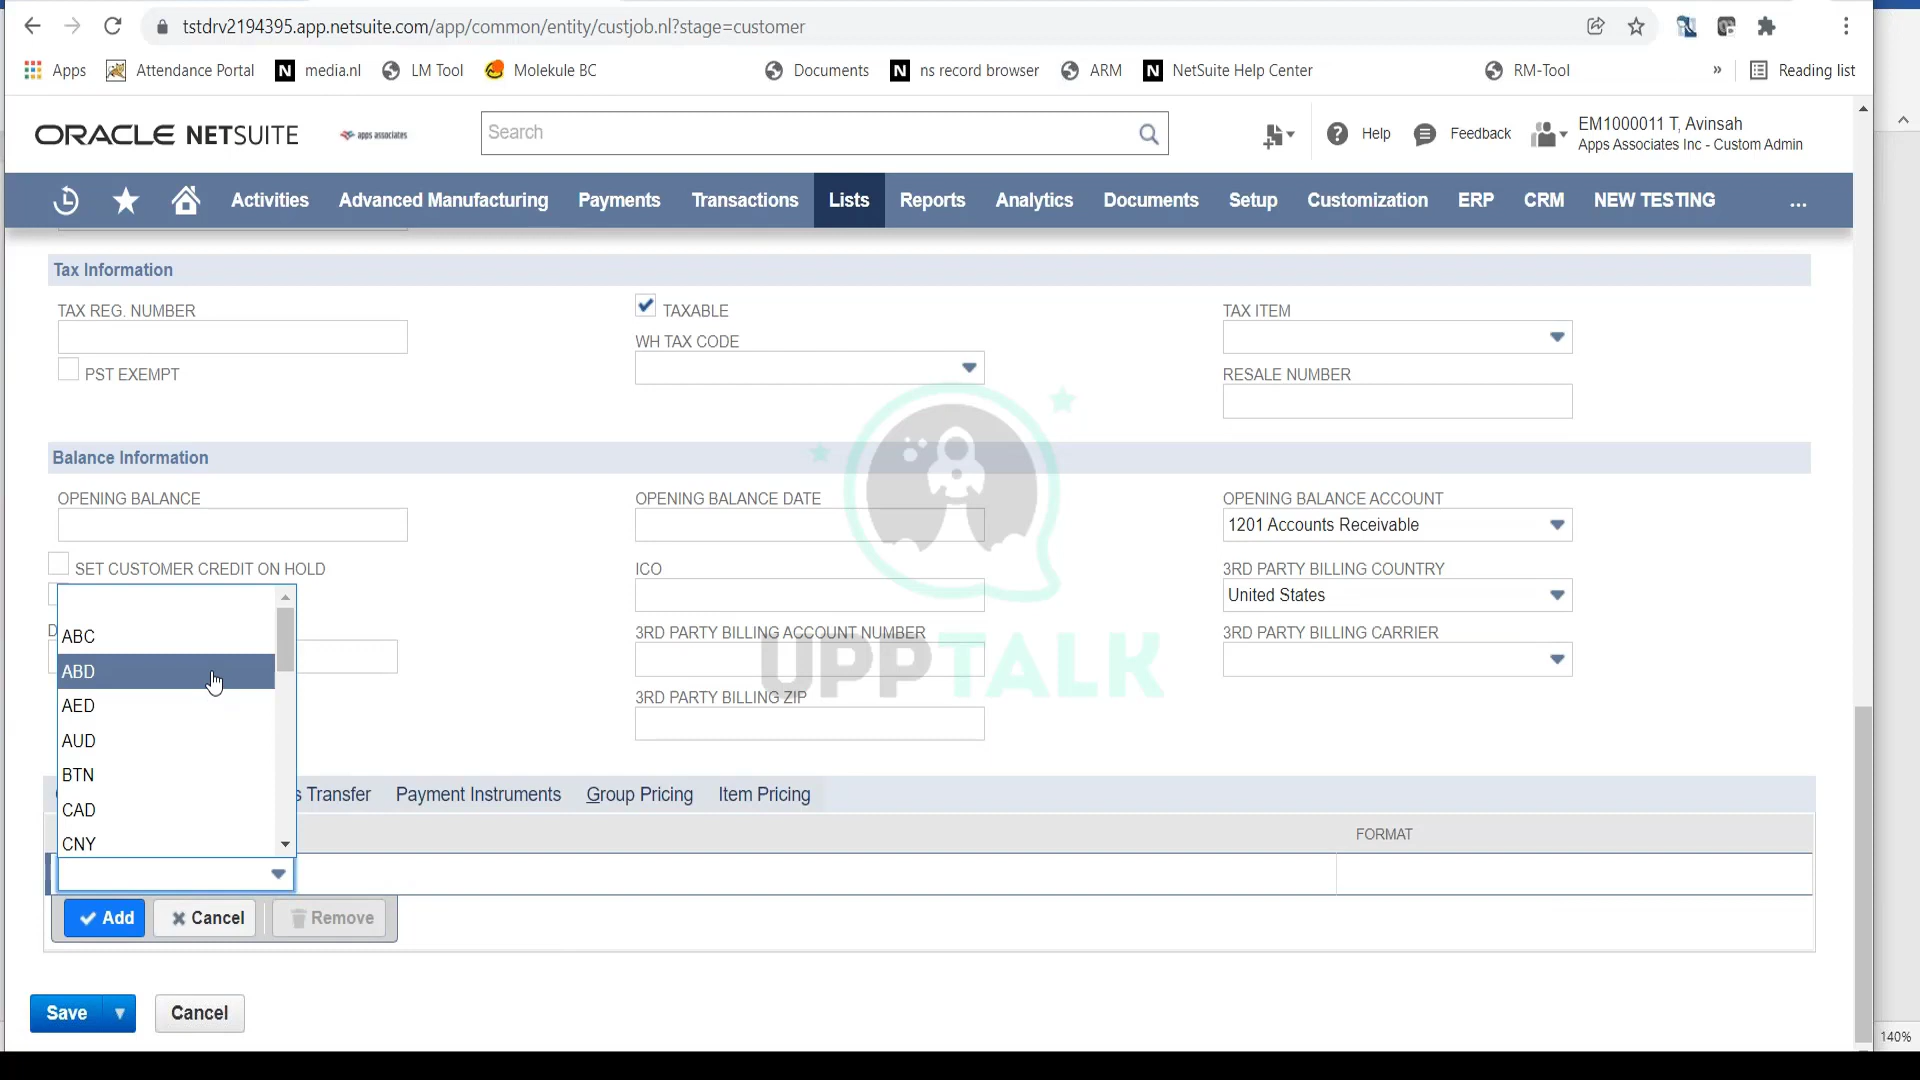 tstdrv2194395.app.netsuite.com/app/common/entity/custjob.nl?stage=customer
Apps Attendance Portal media.nl LM Tool Molekule BC Documents ns record browser ARM NetSuite Help Center RM-Tool » Reading list
ORACLE NETSUITE apps associates Search Help Feedback EM1000011 T, Avinsah
Apps Associates Inc - Custom Admin
Activities Advanced Manufacturing Payments Transactions Lists Reports Analytics Documents Setup Customization ERP CRM NEW TESTING ...
Tax Information
TAX REG. NUMBER TAXABLE TAX ITEM
WH TAX CODE
PST EXEMPT RESALE NUMBER
Balance Information
OPENING BALANCE OPENING BALANCE DATE OPENING BALANCE ACCOUNT
1201 Accounts Receivable
SET CUSTOMER CREDIT ON HOLD ICO 3RD PARTY BILLING COUNTRY
United States
ABC
3RD PARTY BILLING ACCOUNT NUMBER 3RD PARTY BILLING CARRIER
UPPTALK
ABD
3RD PARTY BILLING ZIP
AED
AUD
BTN
s Transfer Payment Instruments Group Pricing Item Pricing
CAD
FORMAT
CNY
Add Cancel Remove
Save Cancel
140%